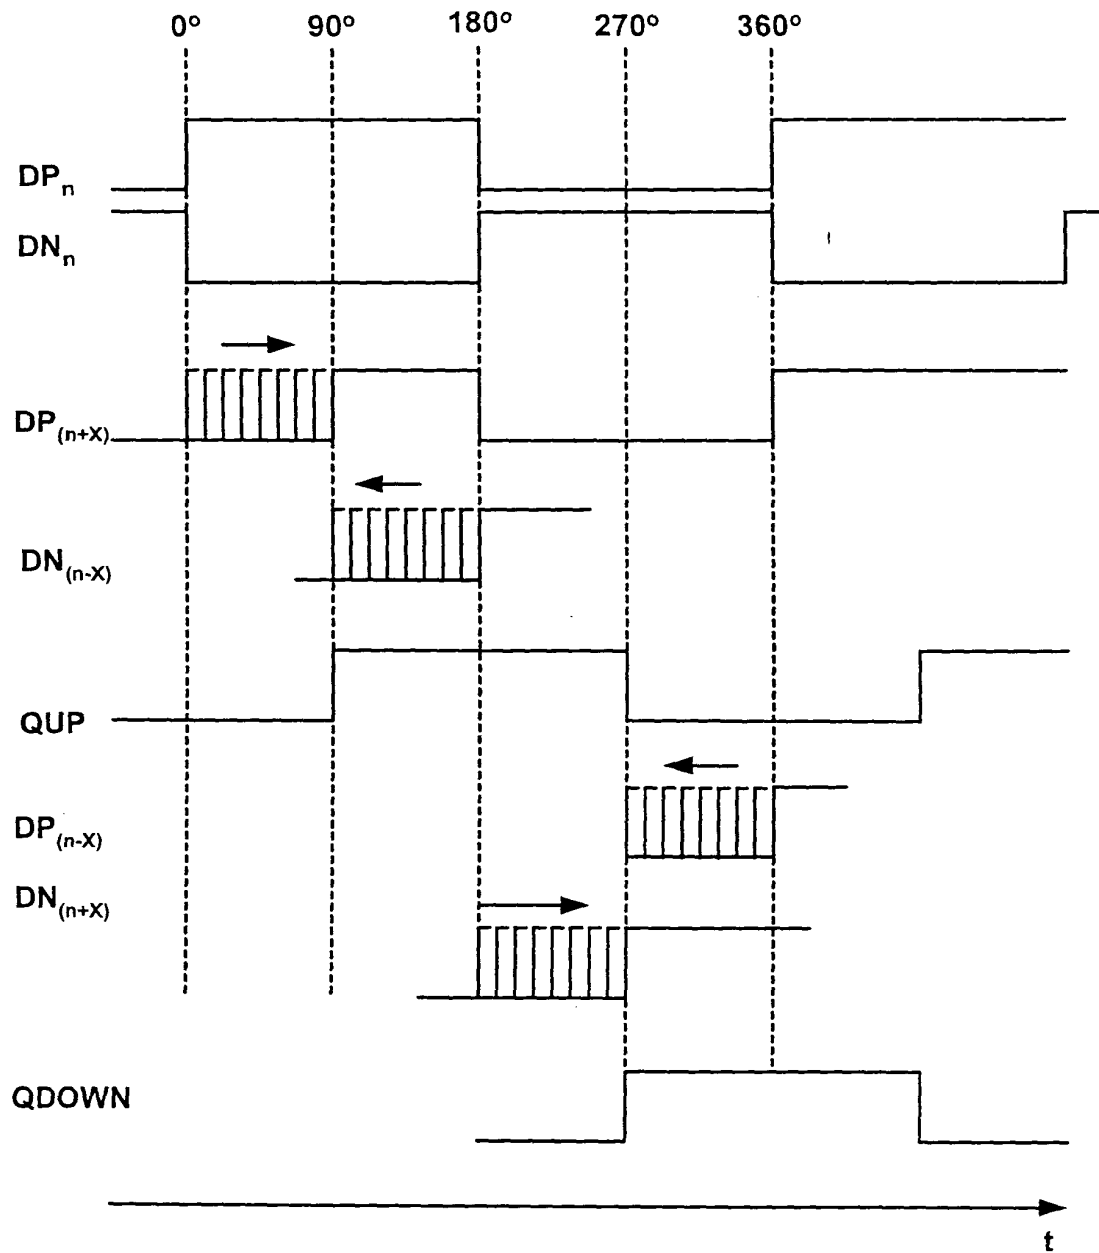 0° 90° 180° 270° 360°
DPn
DNn
DP(n+X)
DN(n-X)
QUP
DP(n-X)
DN(n+X)
QDOWN
t